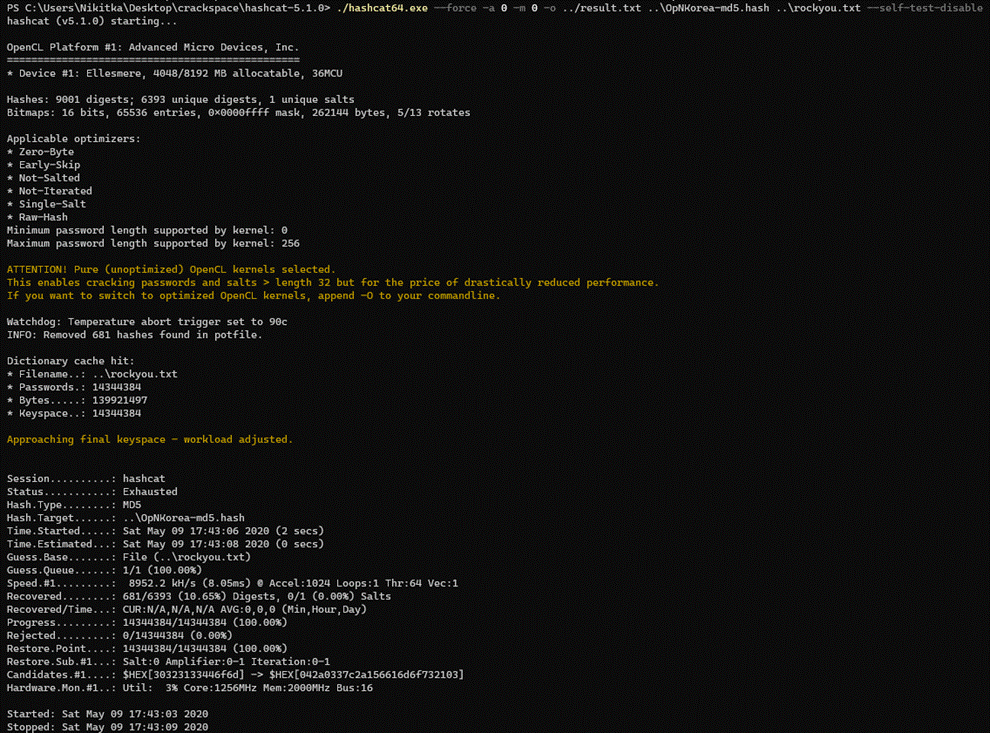 PS C:\Users\Nikitka\Desktop\crackspace\hashcat-5.1.0> ./hashcat64.exe --force -a 0 -m 0 -o ../result.txt ..\OpNKorea-md5.hash ..\rockyou.txt --self-test-disable
hashcat (v5.1.0) starting...
OpenCL Platform #1: Advanced Micro Devices, Inc.
================================================
* Device #1: Ellesmere, 4048/8192 MB allocatable, 36MCU
Hashes: 9001 digests; 6393 unique digests, 1 unique salts
Bitmaps: 16 bits, 65536 entries, 0x0000ffff mask, 262144 bytes, 5/13 rotates
Applicable optimizers:
* Zero-Byte
* Early-Skip
* Not-Salted
* Not-Iterated
* Single-Salt
* Raw-Hash
Minimum password length supported by kernel: 0
Maximum password length supported by kernel: 256
ATTENTION! Pure (unoptimized) OpenCL kernels selected.
This enables cracking passwords and salts > length 32 but for the price of drastically reduced performance.
If you want to switch to optimized OpenCL kernels, append -O to your commandline.
Watchdog: Temperature abort trigger set to 90c
INFO: Removed 681 hashes found in potfile.
Dictionary cache hit:
* Filename..: ..\rockyou.txt
* Passwords.: 14344384
* Bytes.....: 139921497
* Keyspace..: 14344384
Approaching final keyspace - workload adjusted.
Session..........: hashcat
Status...........: Exhausted
Hash.Type........: MD5
Hash.Target......: ..\OpNKorea-md5.hash
Time.Started.....: Sat May 09 17:43:06 2020 (2 secs)
Time.Estimated...: Sat May 09 17:43:08 2020 (0 secs)
Guess.Base.......: File (..\rockyou.txt)
Guess.Queue......: 1/1 (100.00%)
Speed.#1.........:  8952.2 kH/s (8.05ms) @ Accel:1024 Loops:1 Thr:64 Vec:1
Recovered........: 681/6393 (10.65%) Digests, 0/1 (0.00%) Salts
Recovered/Time...: CUR:N/A,N/A,N/A AVG:0,0,0 (Min,Hour,Day)
Progress.........: 14344384/14344384 (100.00%)
Rejected.........: 0/14344384 (0.00%)
Restore.Point....: 14344384/14344384 (100.00%)
Restore.Sub.#1...: Salt:0 Amplifier:0-1 Iteration:0-1
Candidates.#1....: $HEX[30323133446f6d] -> $HEX[042a0337c2a156616d6f732103]
Hardware.Mon.#1..: Util:  3% Core:1256MHz Mem:2000MHz Bus:16
Started: Sat May 09 17:43:03 2020
Stopped: Sat May 09 17:43:09 2020